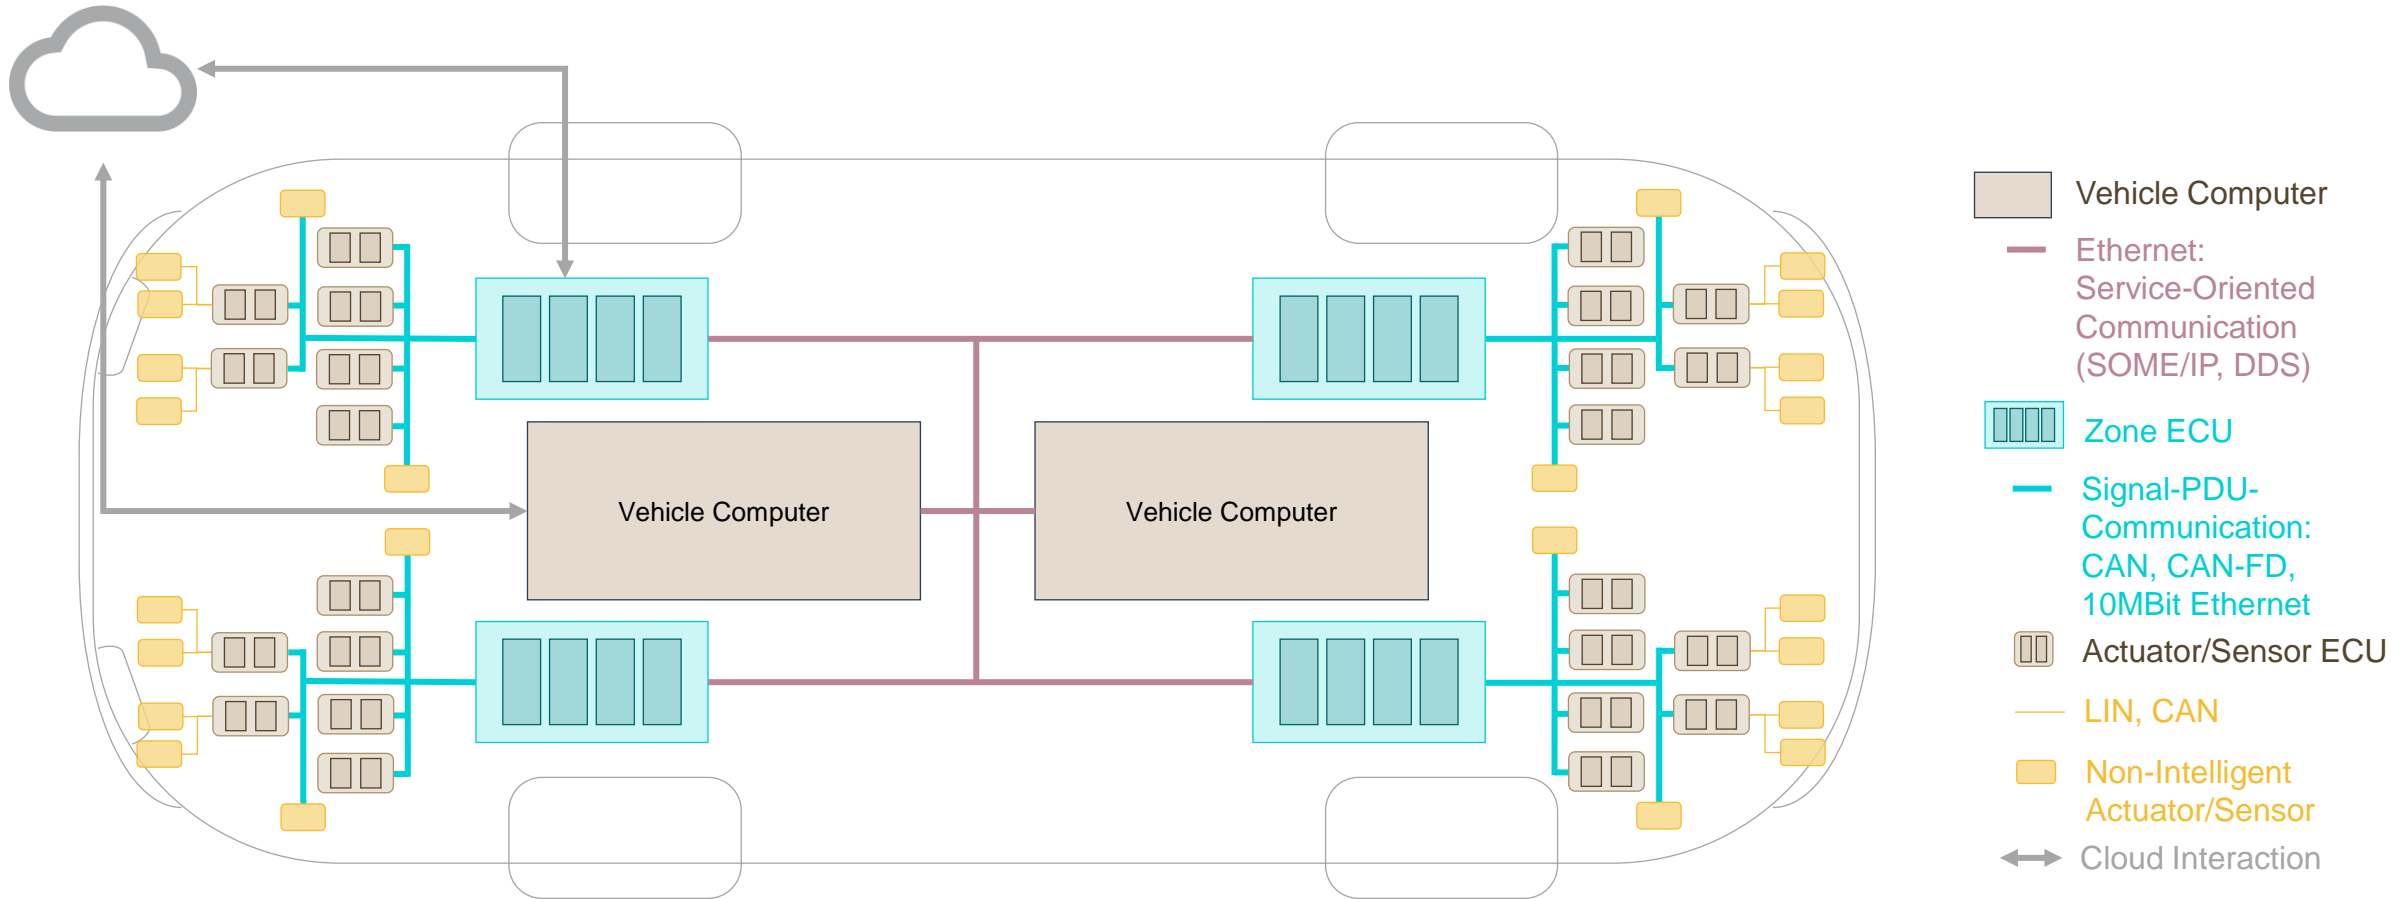 Vehicle Computer
Vehicle Computer
Vehicle Computer
Ethernet:
Service-Oriented
Communication
(SOME/IP, DDS)
Zone ECU
Signal-PDU-
Communication:
CAN, CAN-FD,
10MBit Ethernet
Actuator/Sensor ECU
LIN, CAN
Non-Intelligent
Actuator/Sensor
Cloud Interaction